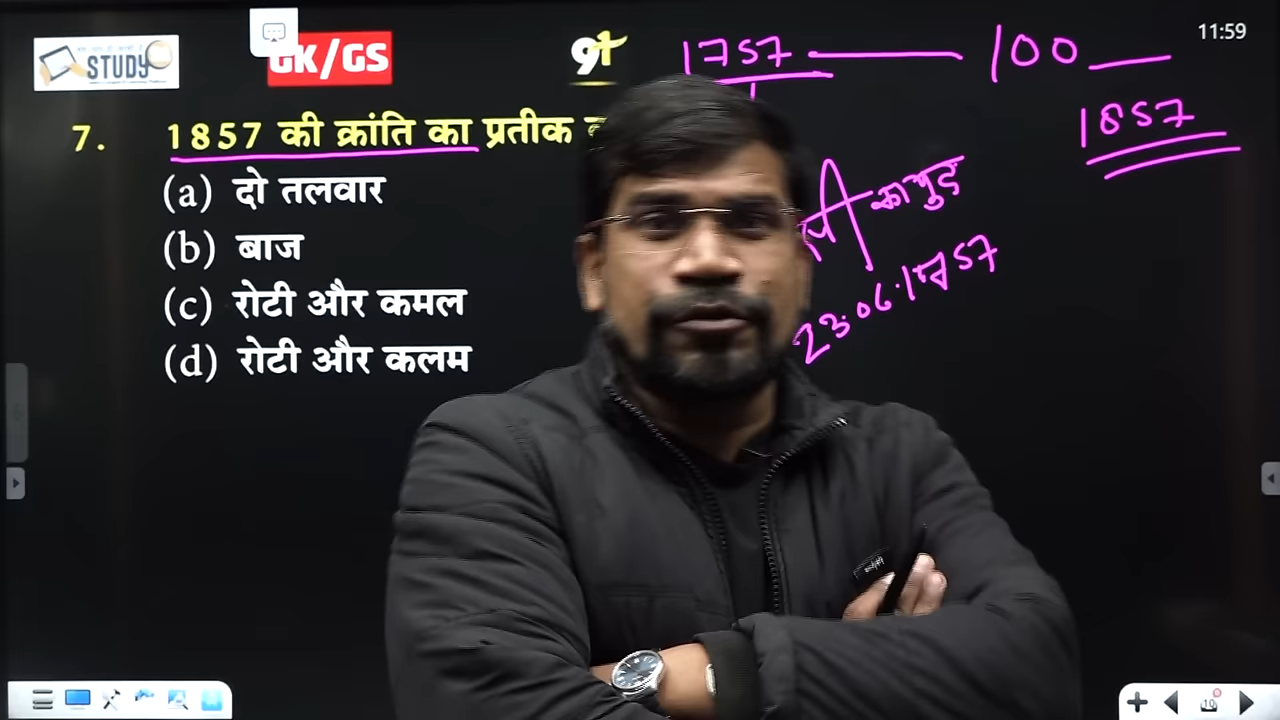 STUDY
GK/GS
91
11:59
1757 — 100 —
1857
7. 1857 की क्रांति का प्रतीक
(a) दो तलवार
(b) बाज
(c) रोटी और कमल
(d) रोटी और कलम
का युद्ध
23.06.1757